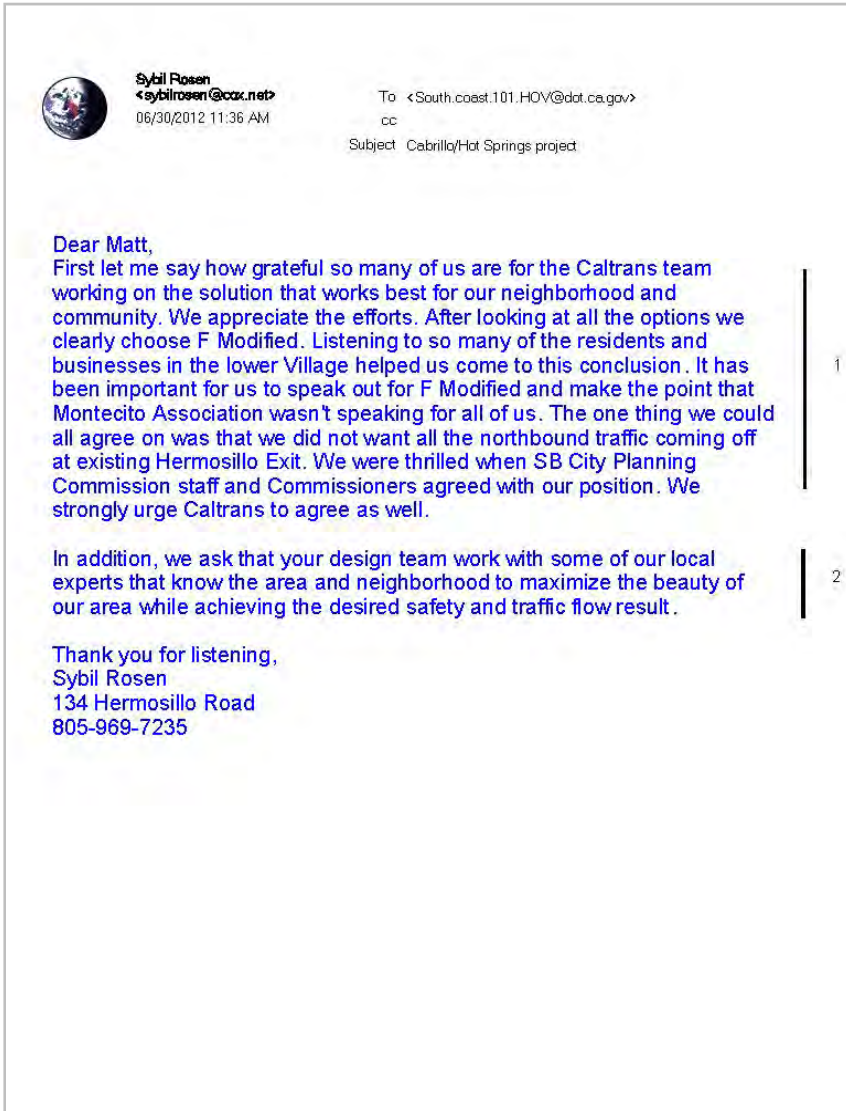 Sybil Rosen
<sybilrosen@cox.net>
06/30/2012 11:36 AM
To <South.coast.101.HOV@dot.ca.gov>
cc
Subject Cabrillo/Hot Springs project
Dear Matt,
First let me say how grateful so many of us are for the Caltrans team
working on the solution that works best for our neighborhood and
community. We appreciate the efforts. After looking at all the options we
clearly choose F Modified. Listening to so many of the residents and
businesses in the lower Village helped us come to this conclusion. It has
been important for us to speak out for F Modified and make the point that
Montecito Association wasn't speaking for all of us. The one thing we could
all agree on was that we did not want all the northbound traffic coming off
at existing Hermosillo Exit. We were thrilled when SB City Planning
Commission staff and Commissioners agreed with our position. We
strongly urge Caltrans to agree as well.
1
In addition, we ask that your design team work with some of our local
experts that know the area and neighborhood to maximize the beauty of
our area while achieving the desired safety and traffic flow result.
2
Thank you for listening,
Sybil Rosen
134 Hermosillo Road
805-969-7235